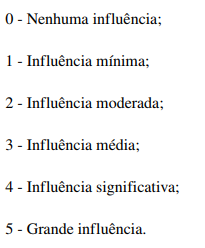 0 - Nenhuma influência;
1 - Influência mínima;
2 - Influência moderada;
3 - Influência média;
4 - Influência significativa;
5 - Grande influência.